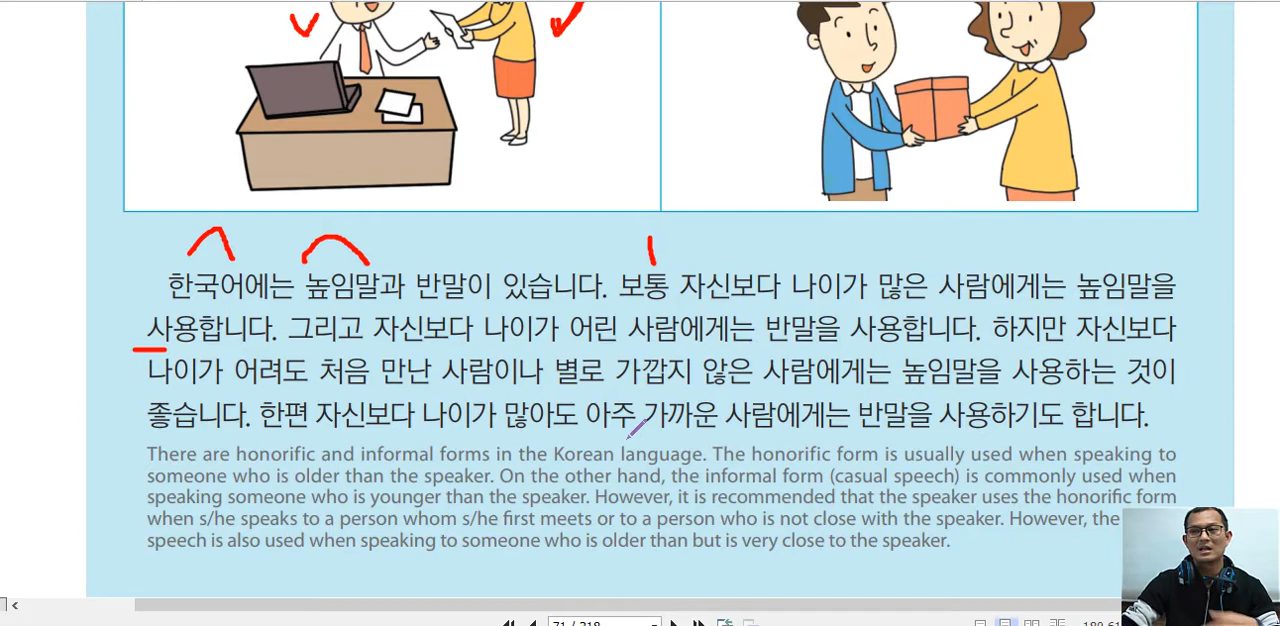 한국어에는 높임말과 반말이 있습니다. 보통 자신보다 나이가 많은 사람에게는 높임말을
사용합니다. 그리고 자신보다 나이가 어린 사람에게는 반말을 사용합니다. 하지만 자신보다
나이가 어려도 처음 만난 사람이나 별로 가깝지 않은 사람에게는 높임말을 사용하는 것이
좋습니다. 한편 자신보다 나이가 많아도 아주 가까운 사람에게는 반말을 사용하기도 합니다.
There are honorific and informal forms in the Korean language. The honorific form is usually used when speaking to
someone who is older than the speaker. On the other hand, the informal form (casual speech) is commonly used when
speaking someone who is younger than the speaker. However, it is recommended that the speaker uses the honorific form
when s/he speaks to a person whom s/he first meets or to a person who is not close with the speaker. However, the
speech is also used when speaking to someone who is older than but is very close to the speaker.
71 / 218